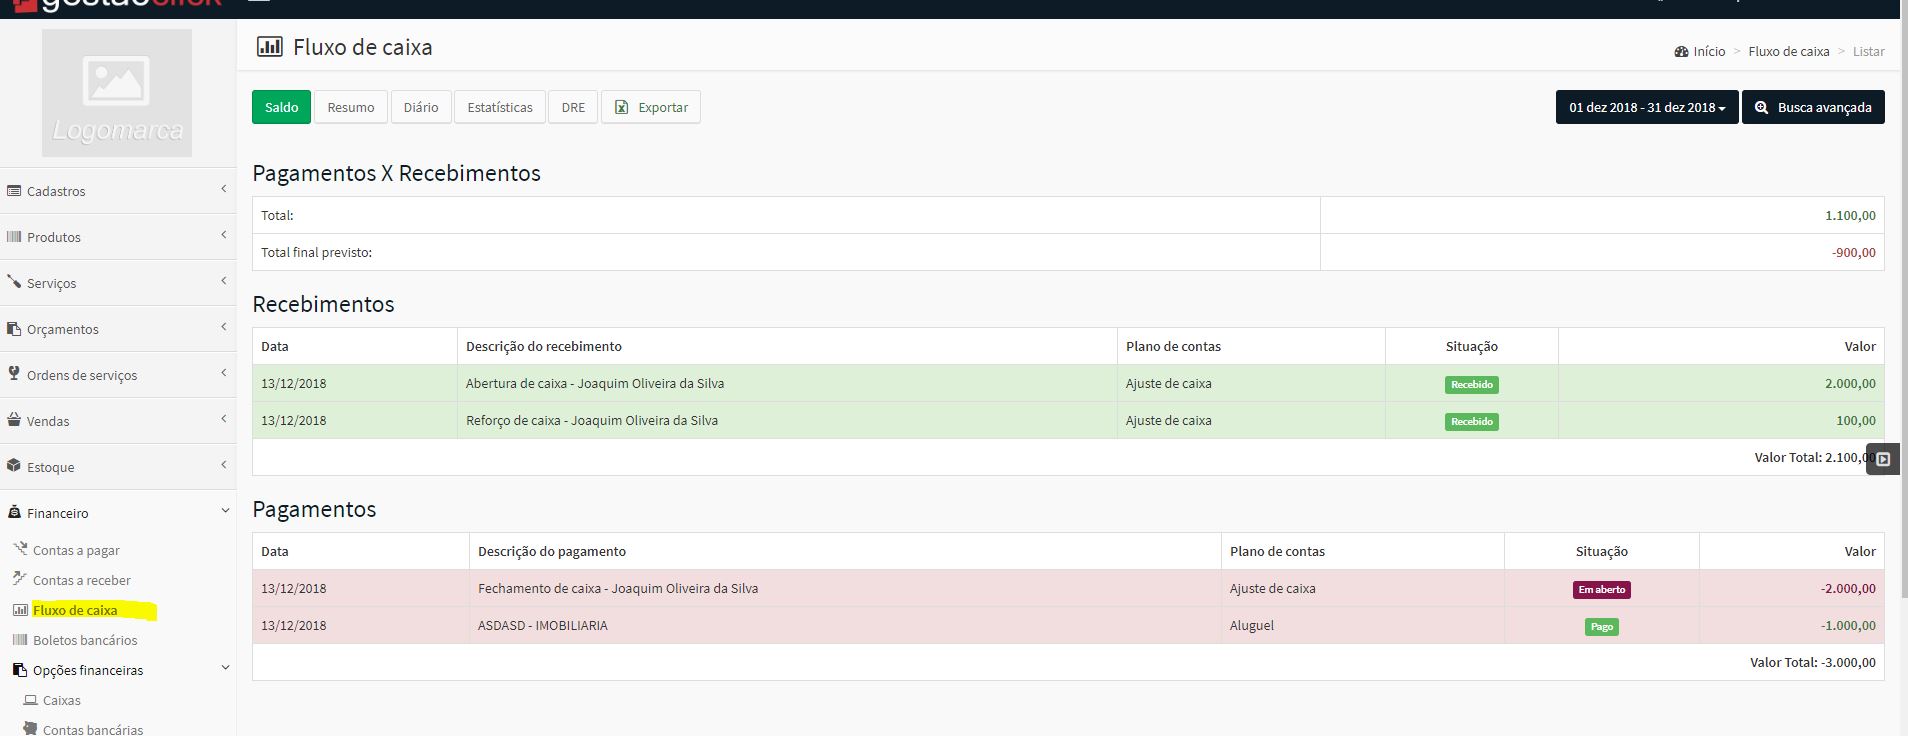 Fluxo de caixa
Início > Fluxo de caixa > Listar
Logomarca
Saldo Resumo Diário Estatísticas DRE Exportar
01 dez 2018 - 31 dez 2018 Busca avançada
Cadastros
Produtos
Serviços
Orçamentos
Ordens de serviços
Vendas
Estoque
Financeiro
Contas a pagar
Contas a receber
Fluxo de caixa
Boletos bancários
Opções financeiras
Caixas
Contas bancárias
Pagamentos X Recebimentos
Total: 1.100,00
Total final previsto: -900,00
Recebimentos
Data Descrição do recebimento Plano de contas Situação Valor
13/12/2018 Abertura de caixa - Joaquim Oliveira da Silva Ajuste de caixa Recebido 2.000,00
13/12/2018 Reforço de caixa - Joaquim Oliveira da Silva Ajuste de caixa Recebido 100,00
Valor Total: 2.100,00
Pagamentos
Data Descrição do pagamento Plano de contas Situação Valor
13/12/2018 Fechamento de caixa - Joaquim Oliveira da Silva Ajuste de caixa Em aberto -2.000,00
13/12/2018 ASDASD - IMOBILIARIA Aluguel Pago -1.000,00
Valor Total: -3.000,00